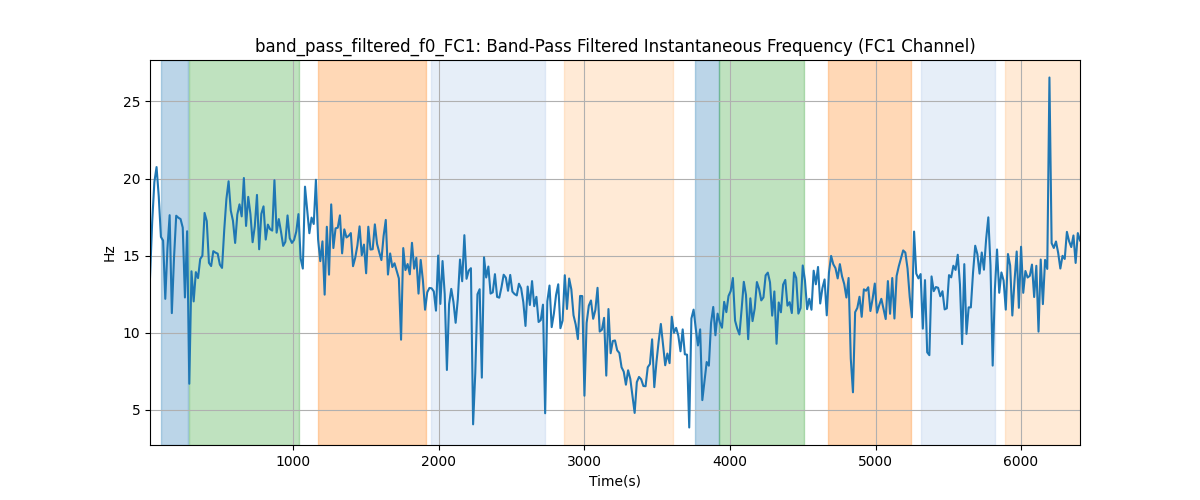 band_pass_filtered_f0_FC1: Band-Pass Filtered Instantaneous Frequency (FC1 Channel)
25
20
15
10
5
Hz
1000 2000 3000 4000 5000 6000
Time(s)